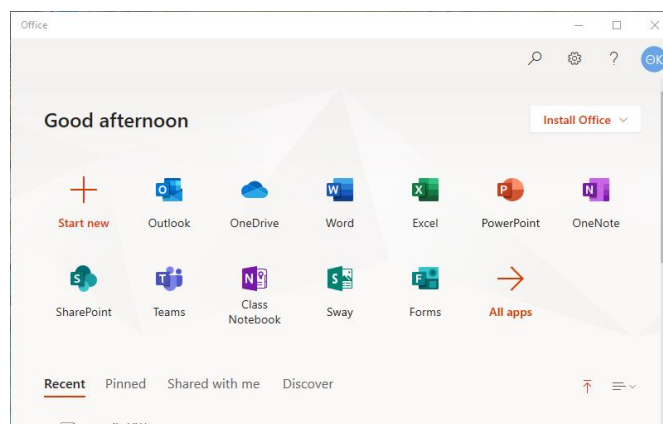 Office
ΘK
Good afternoon
Install Office
Start new
Outlook
OneDrive
Word
Excel
PowerPoint
OneNote
SharePoint
Teams
Class
Notebook
Sway
Forms
All apps
Recent Pinned Shared with me Discover